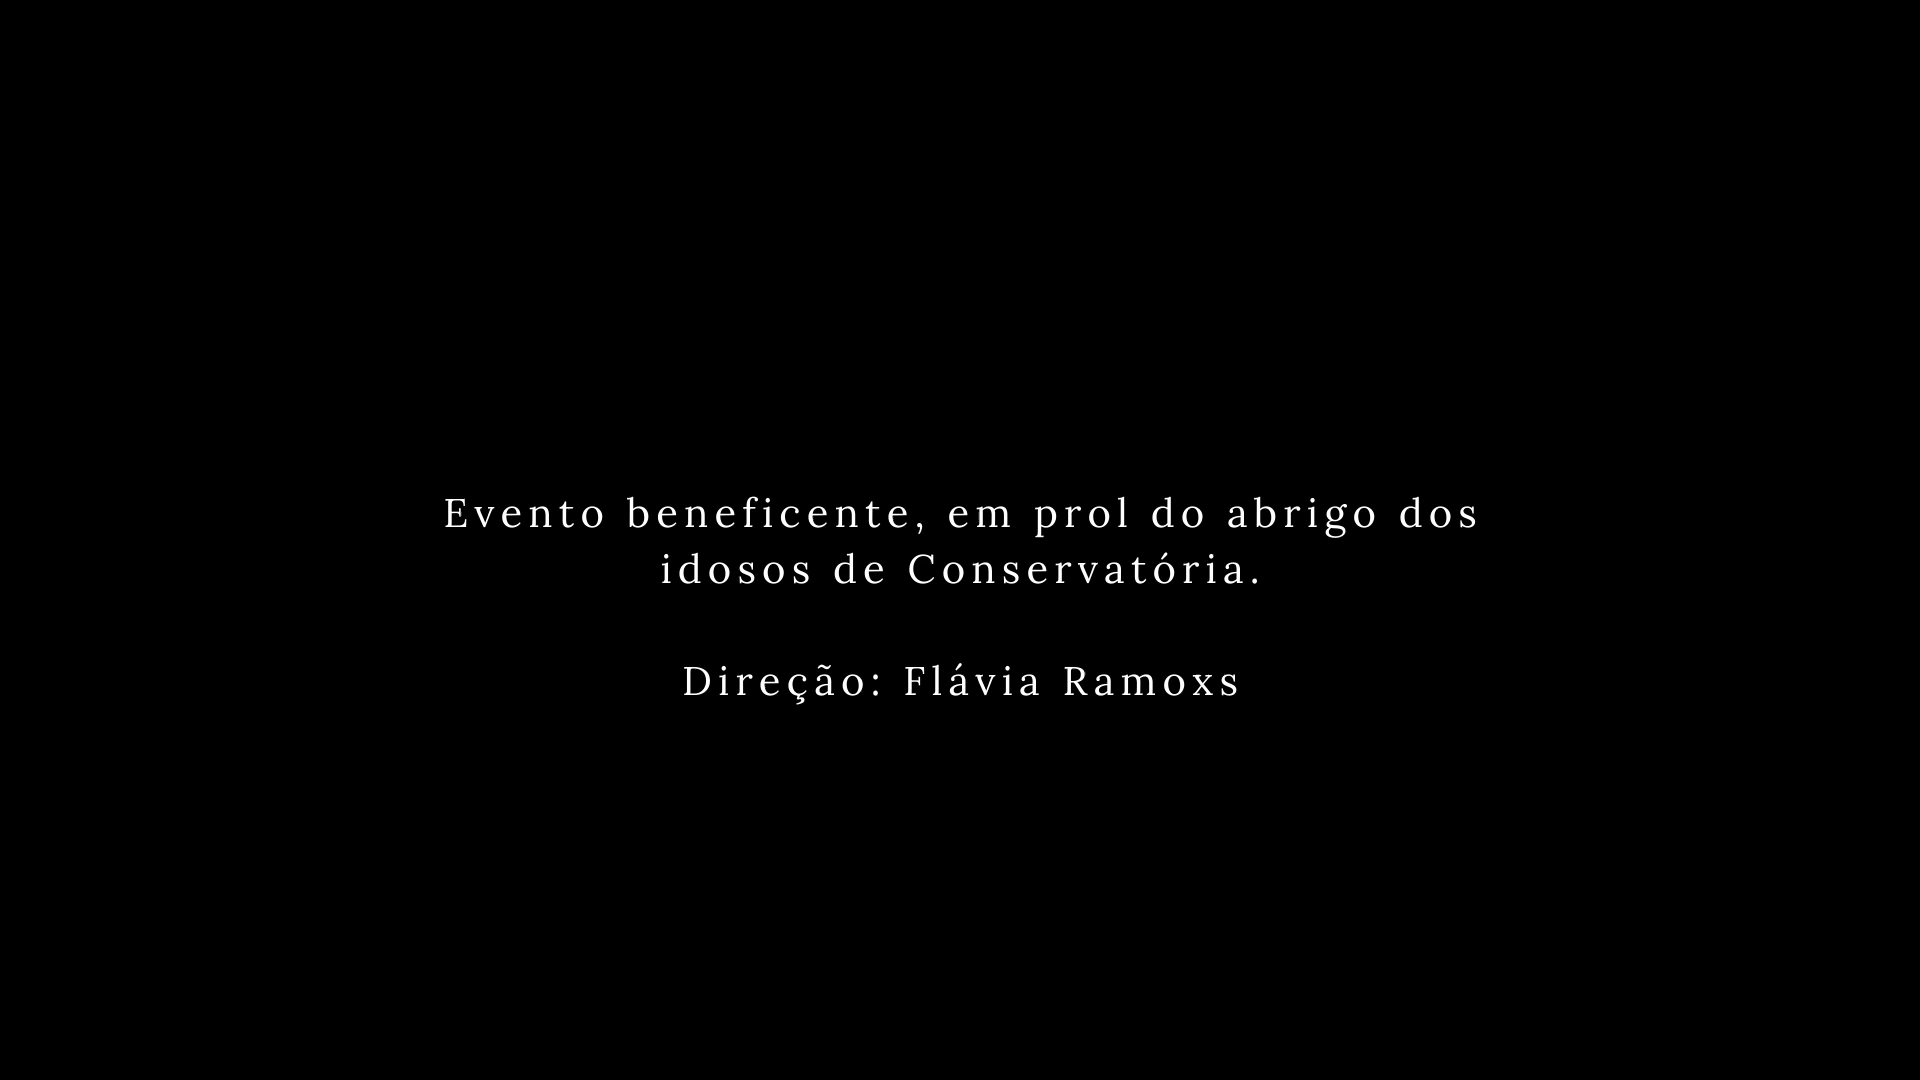 Evento beneficente, em prol do abrigo dos
idosos de Conservatória.
Direção: Flávia Ramoxs